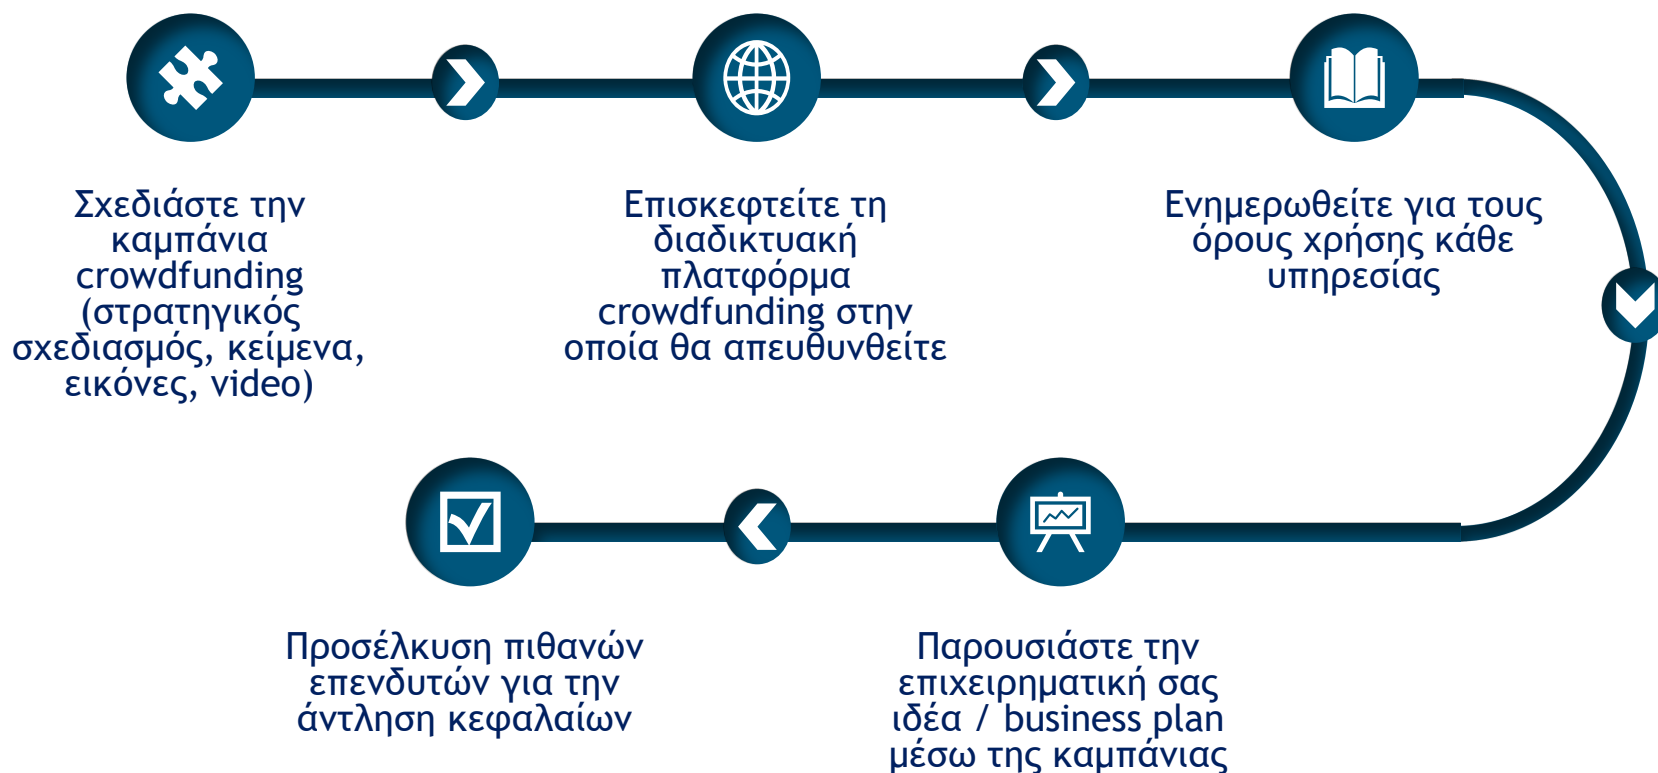 Σχεδιάστε την
καμπάνια
crowdfunding
(στρατηγικός
σχεδιασμός, κείμενα,
εικόνες, video)
Επισκεφτείτε τη
διαδικτυακή
πλατφόρμα
crowdfunding στην
οποία θα απευθυνθείτε
Ενημερωθείτε για τους
όρους χρήσης κάθε
υπηρεσίας
Παρουσιάστε την
επιχειρηματική σας
ιδέα / business plan
μέσω της καμπάνιας
Προσέλκυση πιθανών
επενδυτών για την
άντληση κεφαλαίων